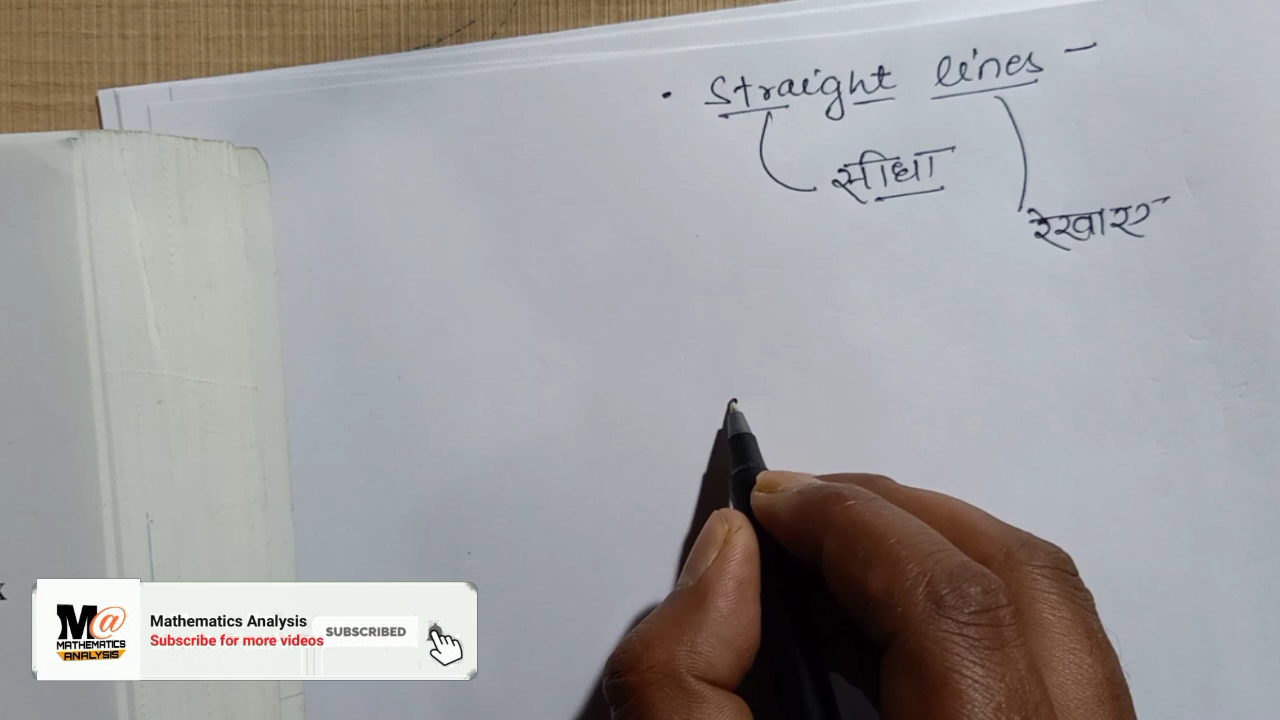 • Straight lines -
सीधा
रेखाएँ
Mathematics Analysis
Subscribe for more videos
SUBSCRIBED
M@
MATHEMATICS
ANALYSIS